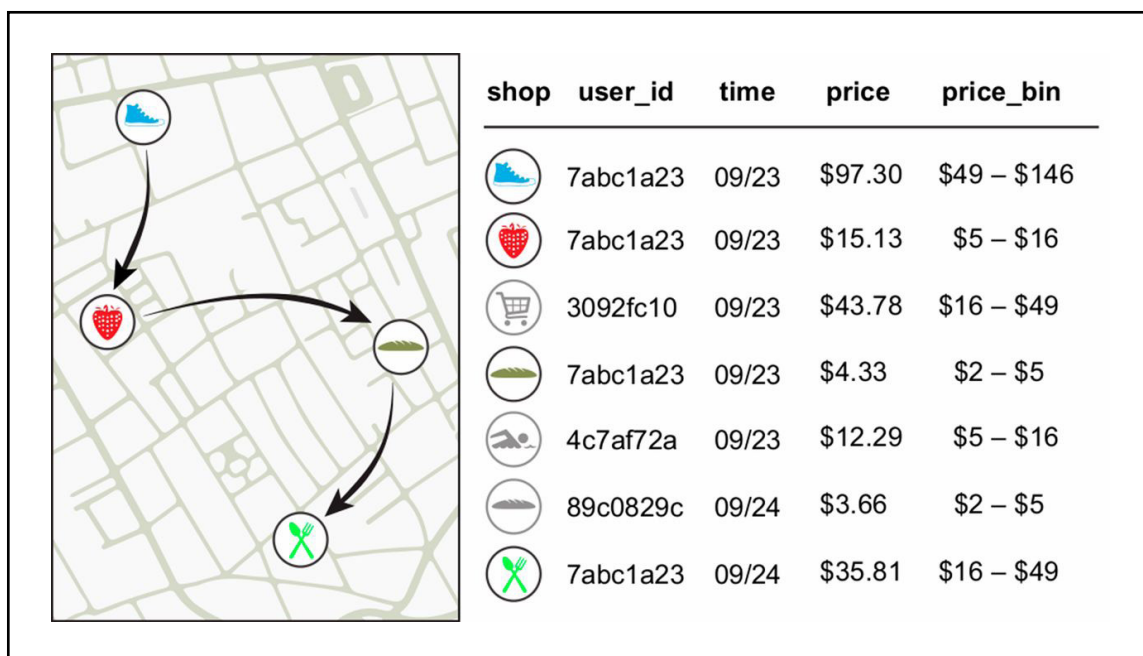 shop user_id time price price_bin
7abc1a23 09/23 $97.30 $49 – $146
7abc1a23 09/23 $15.13 $5 – $16
3092fc10 09/23 $43.78 $16 – $49
7abc1a23 09/23 $4.33 $2 – $5
4c7af72a 09/23 $12.29 $5 – $16
89c0829c 09/24 $3.66 $2 – $5
7abc1a23 09/24 $35.81 $16 – $49